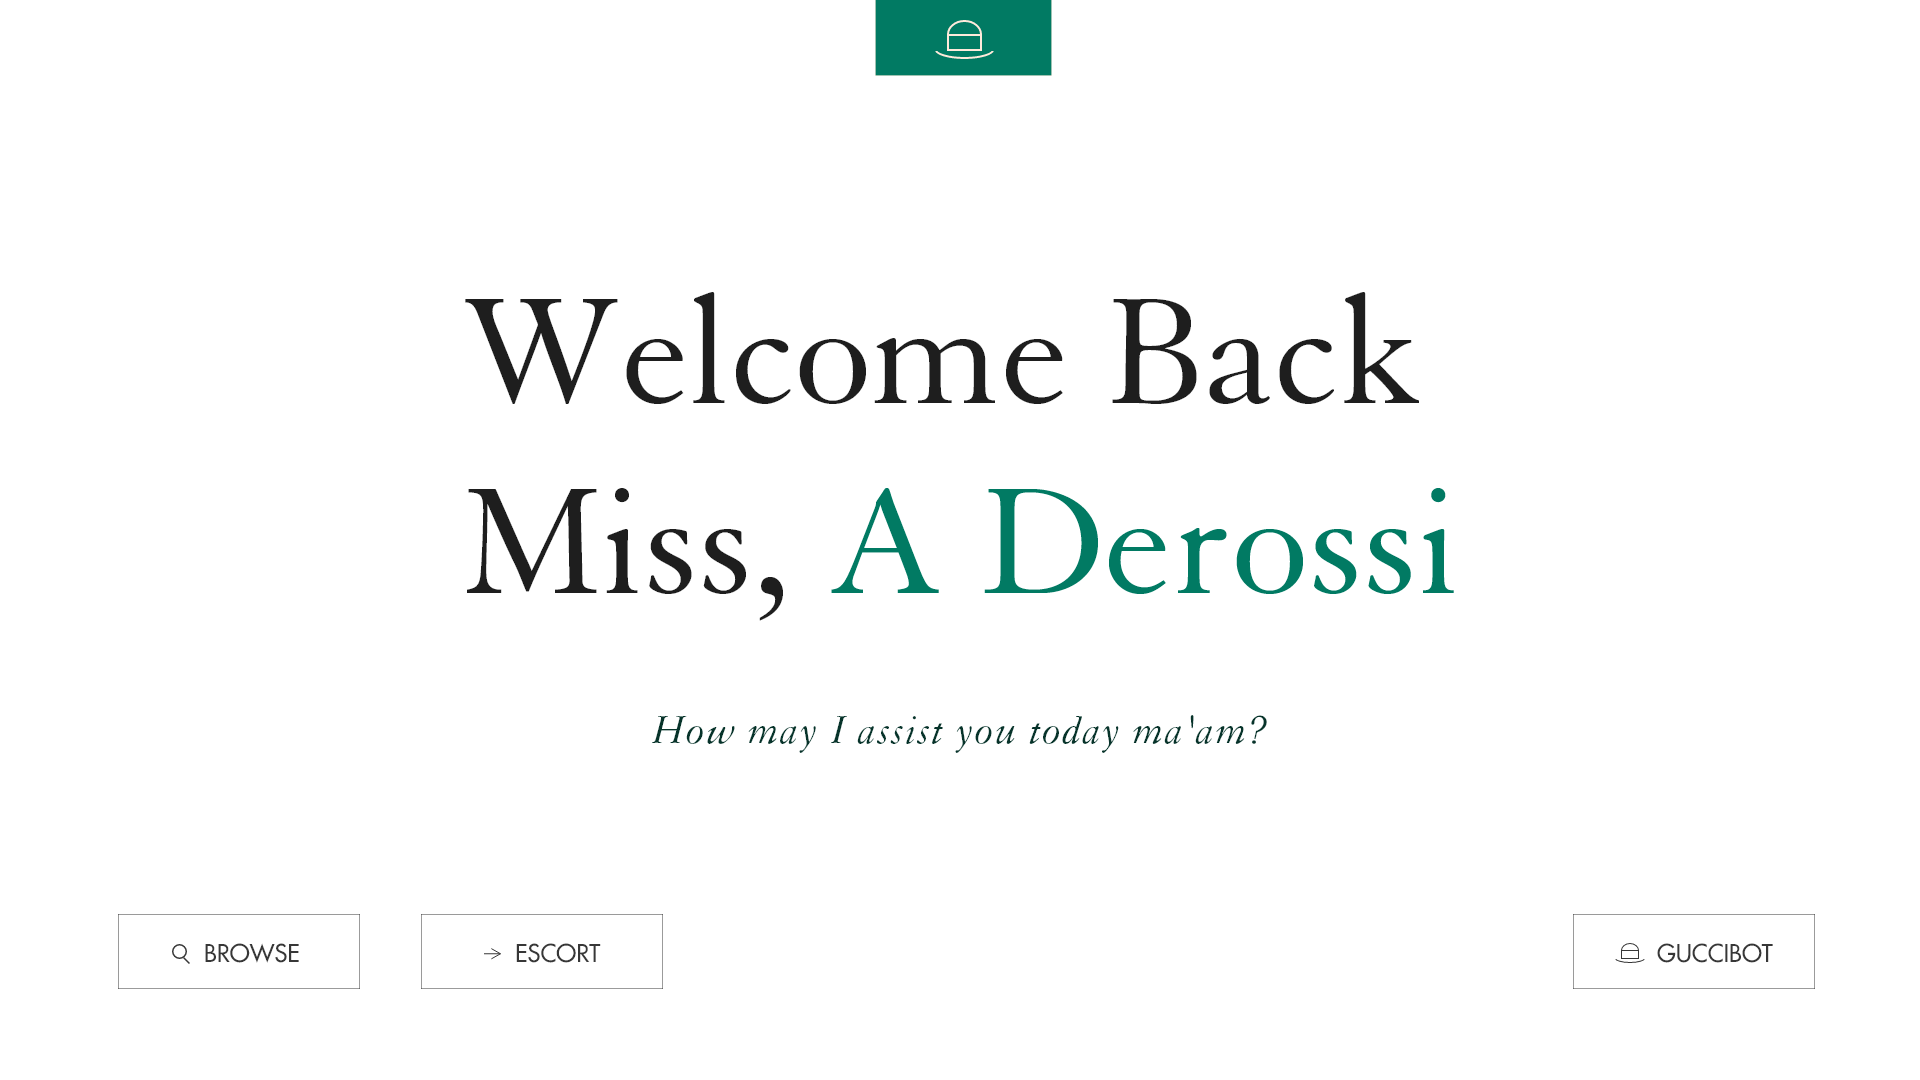 Welcome Back
Miss, A Derossi
How may I assist you today ma'am?
BROWSE
ESCORT
GUCCIBOT